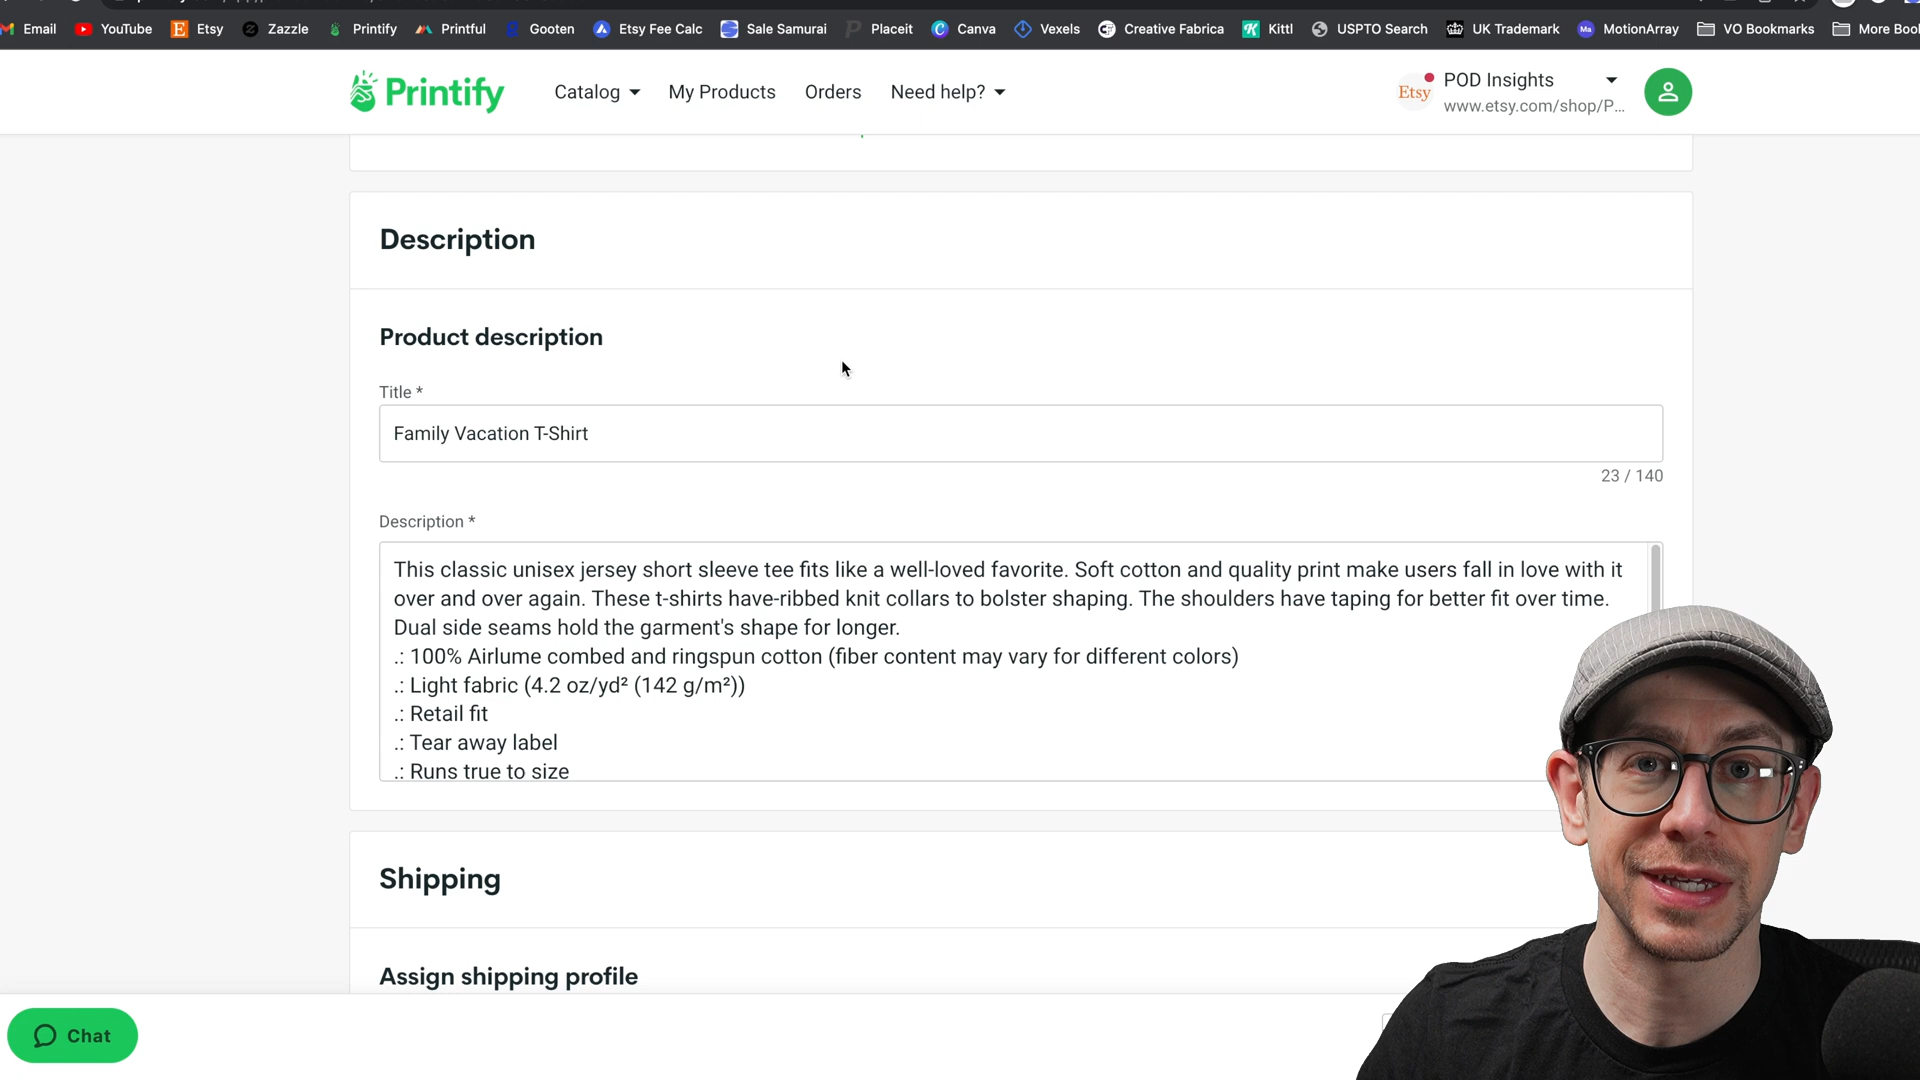 Email YouTube Etsy Zazzle Printify Printful Gooten Etsy Fee Calc Sale Samurai Placeit Canva Vexels Creative Fabrica Kittl USPTO Search UK Trademark MotionArray VO Bookmarks More Bool
Printify Catalog My Products Orders Need help? Etsy POD Insights
www.etsy.com/shop/P...
Description
Product description
Title *
Family Vacation T-Shirt
23 / 140
Description *
This classic unisex jersey short sleeve tee fits like a well-loved favorite. Soft cotton and quality print make users fall in love with it
over and over again. These t-shirts have-ribbed knit collars to bolster shaping. The shoulders have taping for better fit over time.
Dual side seams hold the garment's shape for longer.
.: 100% Airlume combed and ringspun cotton (fiber content may vary for different colors)
.: Light fabric (4.2 oz/yd² (142 g/m²))
.: Retail fit
.: Tear away label
.: Runs true to size
Shipping
Assign shipping profile
Chat